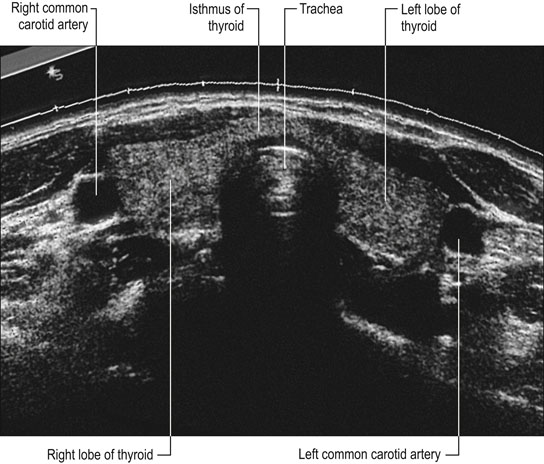 Right common
carotid artery
Isthmus of
thyroid
Trachea
Left lobe of
thyroid
Right lobe of thyroid
Left common carotid artery